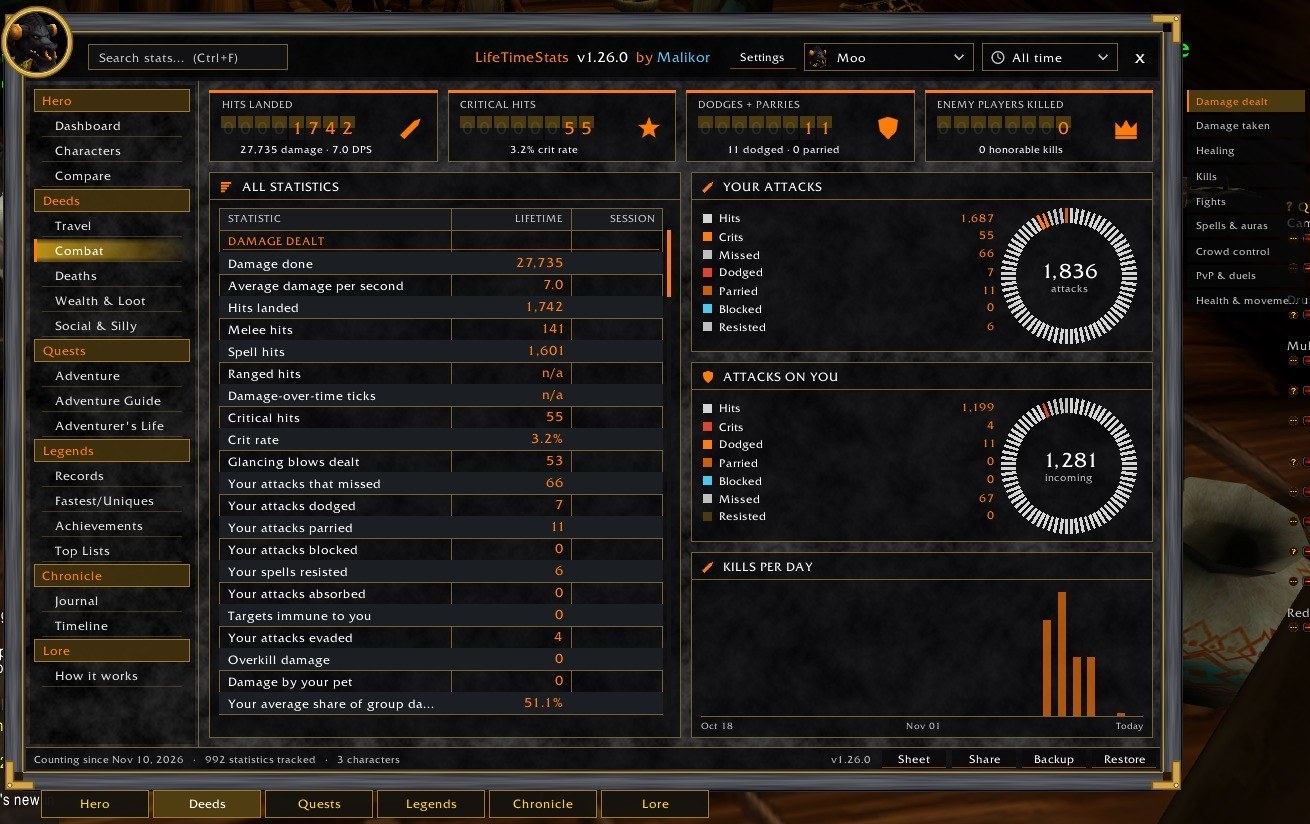 Search stats... (Ctrl+F)
LifeTimeStats v1.26.0 by Malikor
Settings
Moo
All time
x
Hero
Dashboard
Characters
Compare
Deeds
Travel
Combat
Deaths
Wealth & Loot
Social & Silly
Quests
Adventure
Adventure Guide
Adventurer's Life
Legends
Records
Fastest/Uniques
Achievements
Top Lists
Chronicle
Journal
Timeline
Lore
How it works
HITS LANDED
0000001742
27,735 damage · 7.0 DPS
CRITICAL HITS
0000000055
3.2% crit rate
DODGES + PARRIES
0000000011
11 dodged · 0 parried
ENEMY PLAYERS KILLED
0000000000
0 honorable kills
ALL STATISTICS
STATISTIC LIFETIME SESSION
DAMAGE DEALT
Damage done 27,735
Average damage per second 7.0
Hits landed 1,742
Melee hits 141
Spell hits 1,601
Ranged hits n/a
Damage-over-time ticks n/a
Critical hits 55
Crit rate 3.2%
Glancing blows dealt 53
Your attacks that missed 66
Your attacks dodged 7
Your attacks parried 11
Your attacks blocked 0
Your spells resisted 6
Your attacks absorbed 0
Targets immune to you 0
Your attacks evaded 4
Overkill damage 0
Damage by your pet 0
Your average share of group da... 51.1%
YOUR ATTACKS
Hits 1,687
Crits 55
Missed 66
Dodged 7
Parried 11
Blocked 0
Resisted 6
1,836
attacks
ATTACKS ON YOU
Hits 1,199
Crits 4
Dodged 11
Parried 0
Blocked 0
Missed 67
Resisted 0
1,281
incoming
KILLS PER DAY
Oct 18 Nov 01 Today
Damage dealt
Damage taken
Healing
Kills
Fights
Spells & auras
Crowd control
PvP & duels
Health & moveme...
Counting since Nov 10, 2026 · 992 statistics tracked · 3 characters
v1.26.0
Sheet
Share
Backup
Restore
's new
Hero
Deeds
Quests
Legends
Chronicle
Lore